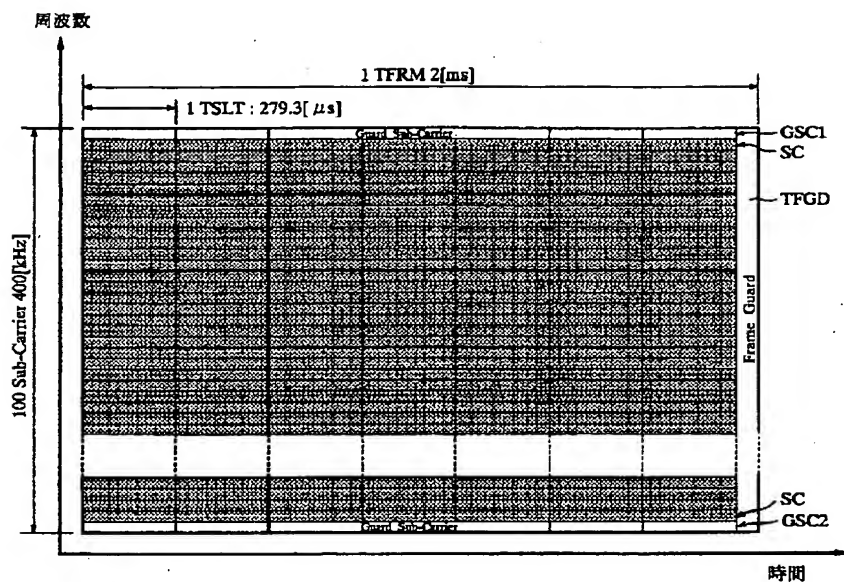 周波数
1 TFRM 2[ms]
1 TSLT : 279.3[μs]
Guard Sub-Carrier
GSC1
SC
TFGD
100 Sub-Carrier 400[kHz]
Frame Guard
SC
Guard Sub-Carrier
GSC2
時間